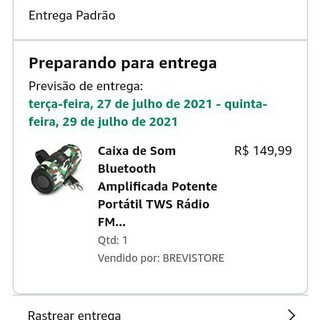 Entrega Padrão
Preparando para entrega
Previsão de entrega:
terça-feira, 27 de julho de 2021 - quinta-
feira, 29 de julho de 2021
Caixa de Som R$ 149,99
Bluetooth
Amplificada Potente
Portátil TWS Rádio
FM...
Qtd: 1
Vendido por: BREVISTORE
Rastrear entrega